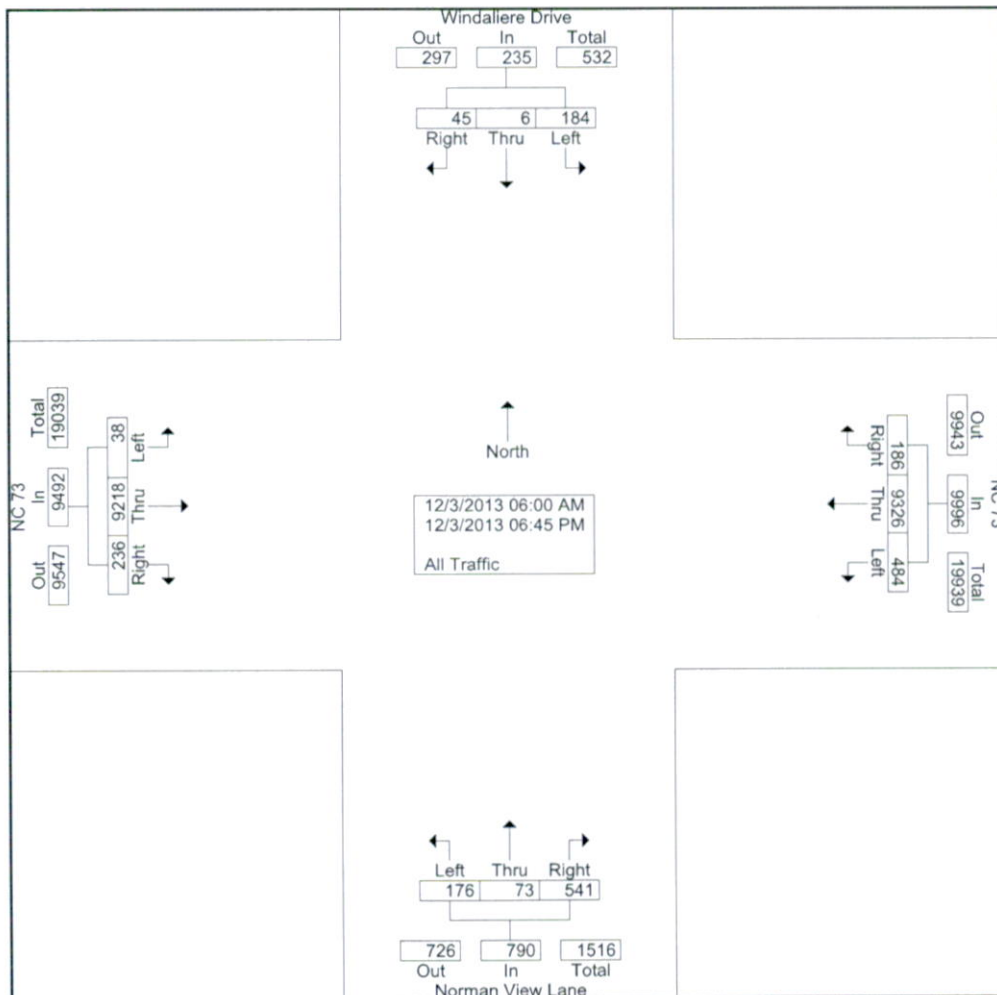 Windaliere Drive
Out In Total
297 235 532
45 6 184
Right Thru Left
NC 73
Total In Out
19039 9492 9547
38 9218 236
Left Thru Right
North
12/3/2013 06:00 AM
12/3/2013 06:45 PM
All Traffic
Right Thru Left
186 9326 484
Out In Total
9943 9996 19939
NC 73
Left Thru Right
176 73 541
726 790 1516
Out In Total
Norman View Lane